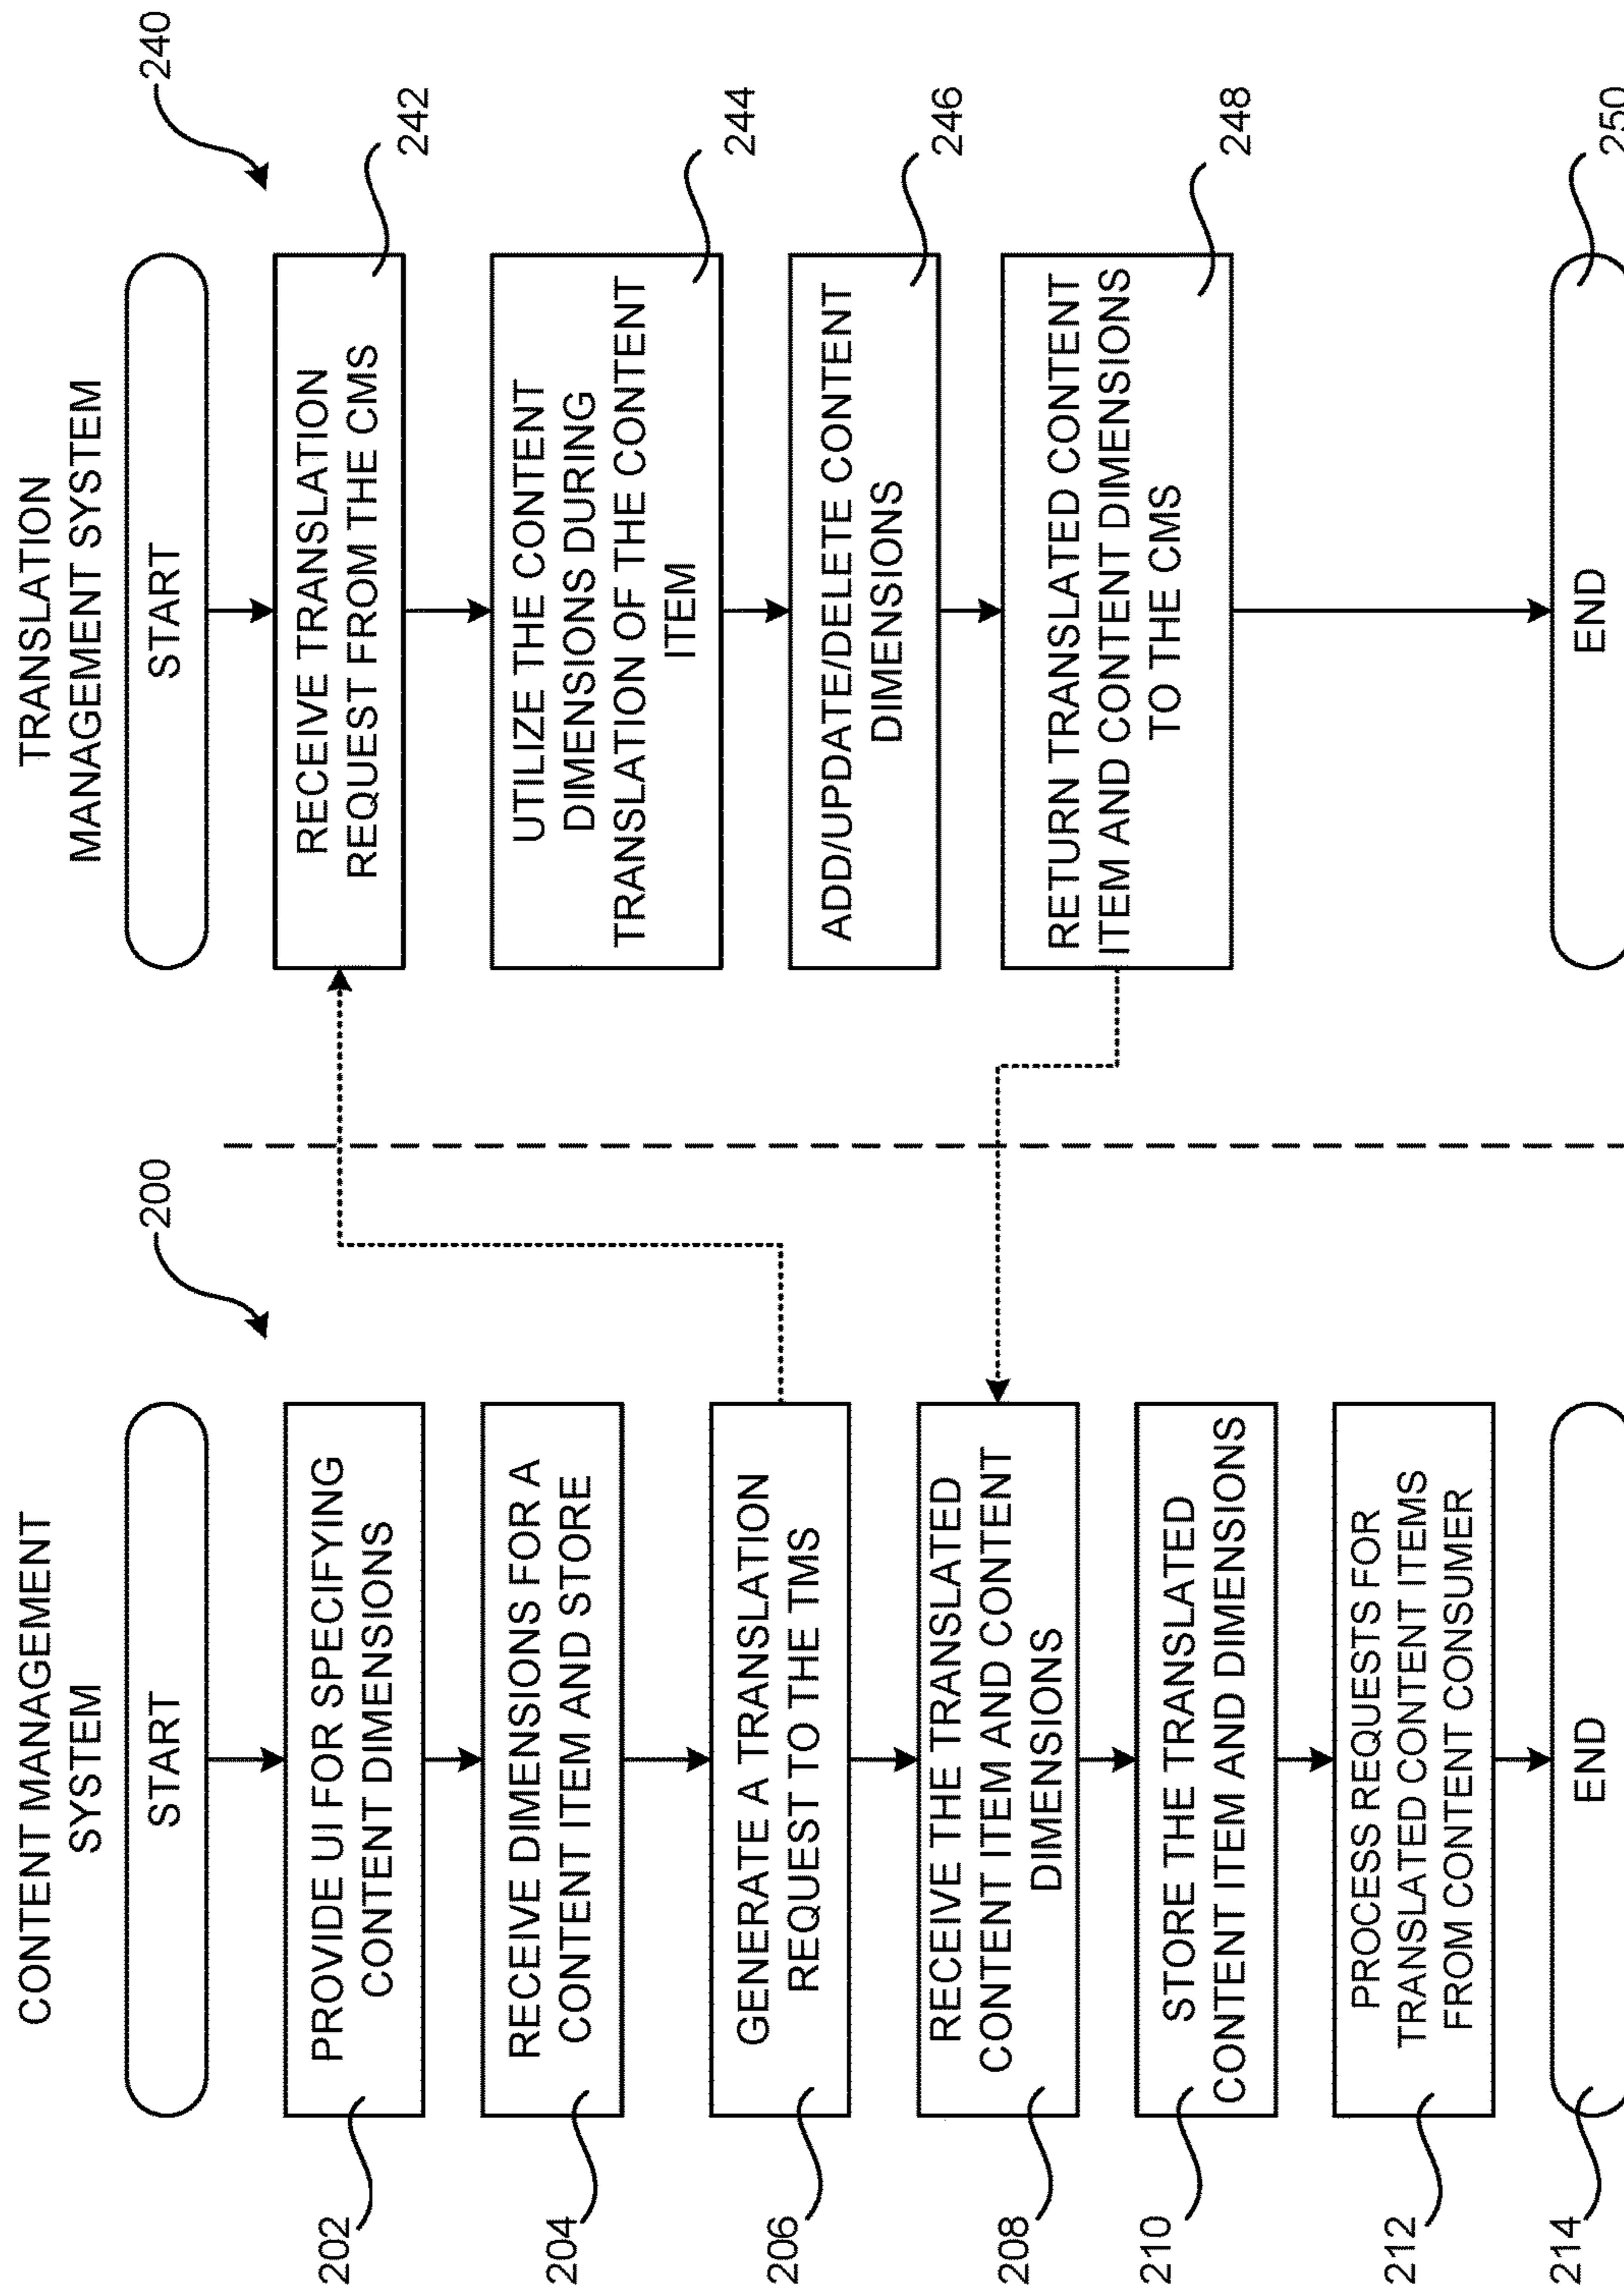 CONTENT MANAGEMENT
SYSTEM
200
START
PROVIDE UI FOR SPECIFYING
CONTENT DIMENSIONS
202
RECEIVE DIMENSIONS FOR A
CONTENT ITEM AND STORE
204
GENERATE A TRANSLATION
REQUEST TO THE TMS
206
RECEIVE THE TRANSLATED
CONTENT ITEM AND CONTENT
DIMENSIONS
208
STORE THE TRANSLATED
CONTENT ITEM AND DIMENSIONS
210
PROCESS REQUESTS FOR
TRANSLATED CONTENT ITEMS
FROM CONTENT CONSUMER
212
END
214
TRANSLATION
MANAGEMENT SYSTEM
240
START
RECEIVE TRANSLATION
REQUEST FROM THE CMS
242
UTILIZE THE CONTENT
DIMENSIONS DURING
TRANSLATION OF THE CONTENT
ITEM
244
ADD/UPDATE/DELETE CONTENT
DIMENSIONS
246
RETURN TRANSLATED CONTENT
ITEM AND CONTENT DIMENSIONS
TO THE CMS
248
END
250